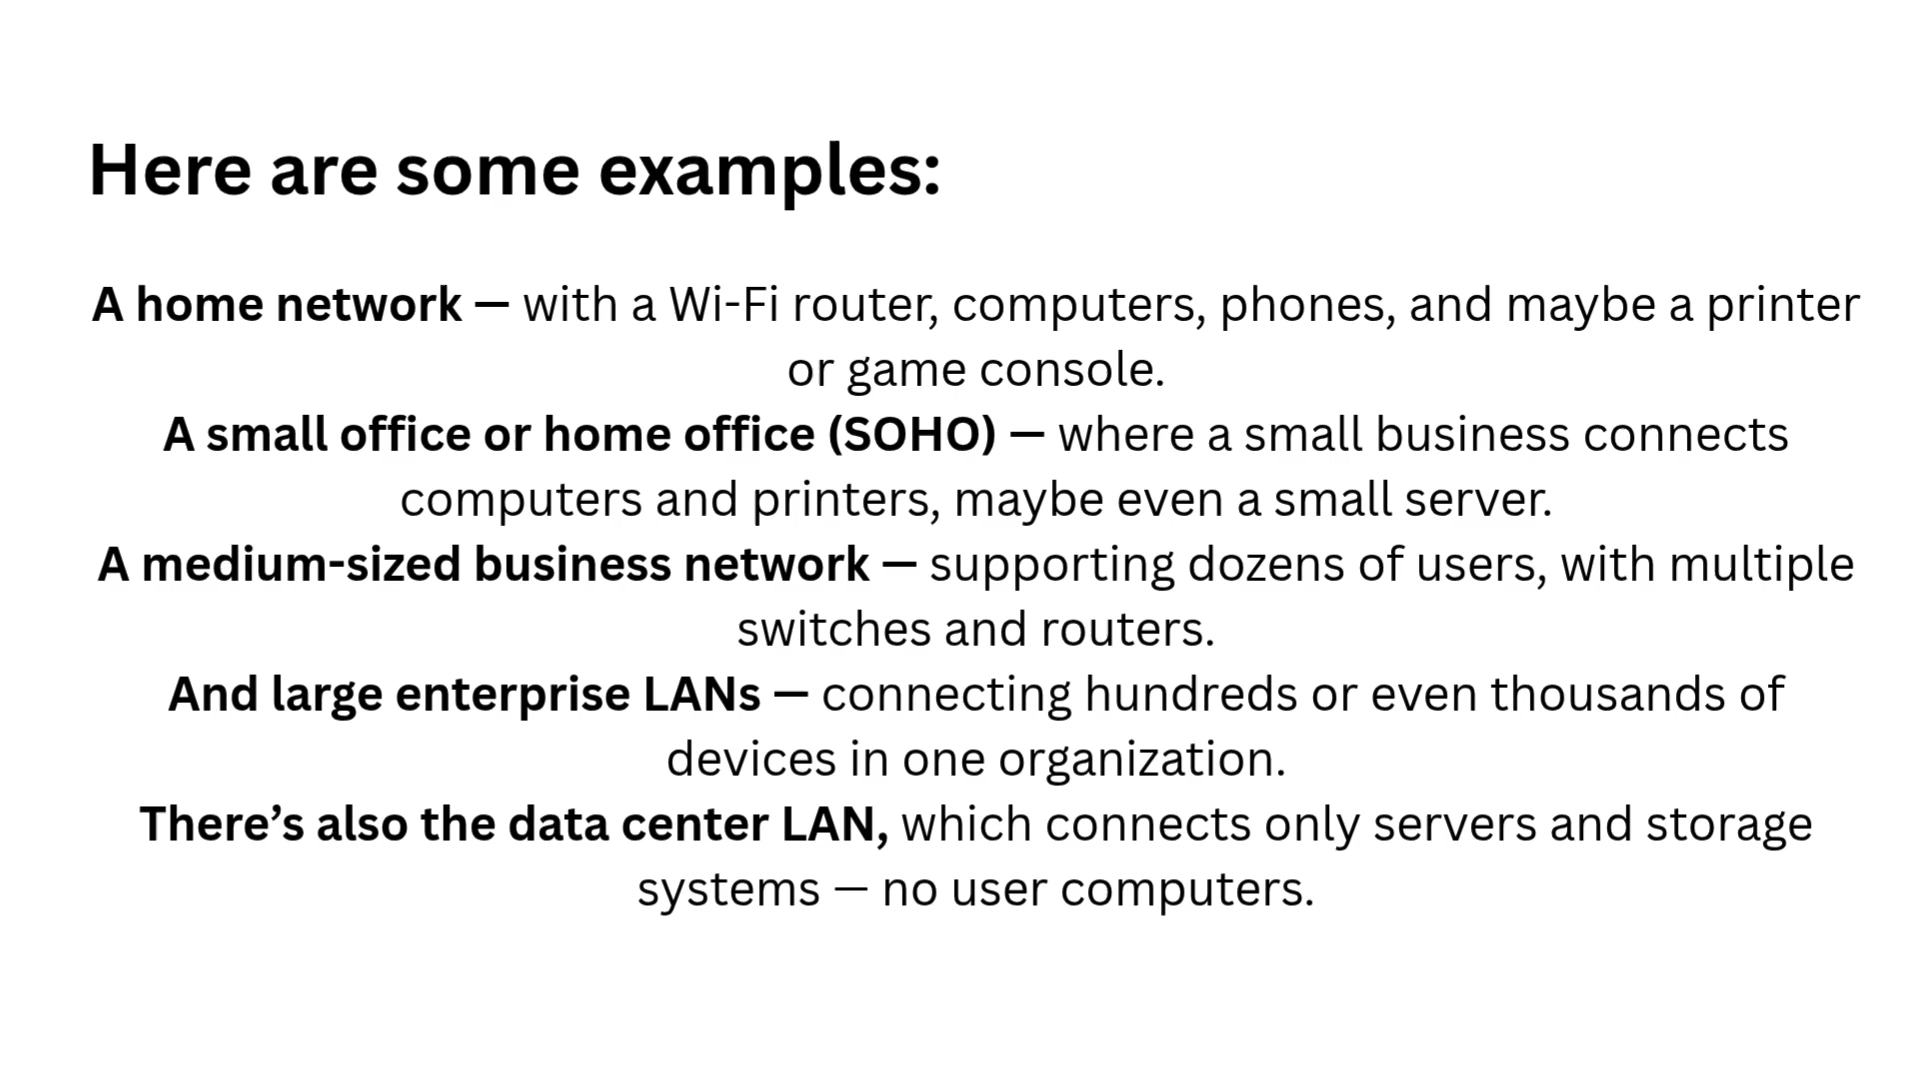 Here are some examples:
A home network — with a Wi-Fi router, computers, phones, and maybe a printer
or game console.
A small office or home office (SOHO) — where a small business connects
computers and printers, maybe even a small server.
A medium-sized business network — supporting dozens of users, with multiple
switches and routers.
And large enterprise LANs — connecting hundreds or even thousands of
devices in one organization.
There’s also the data center LAN, which connects only servers and storage
systems — no user computers.